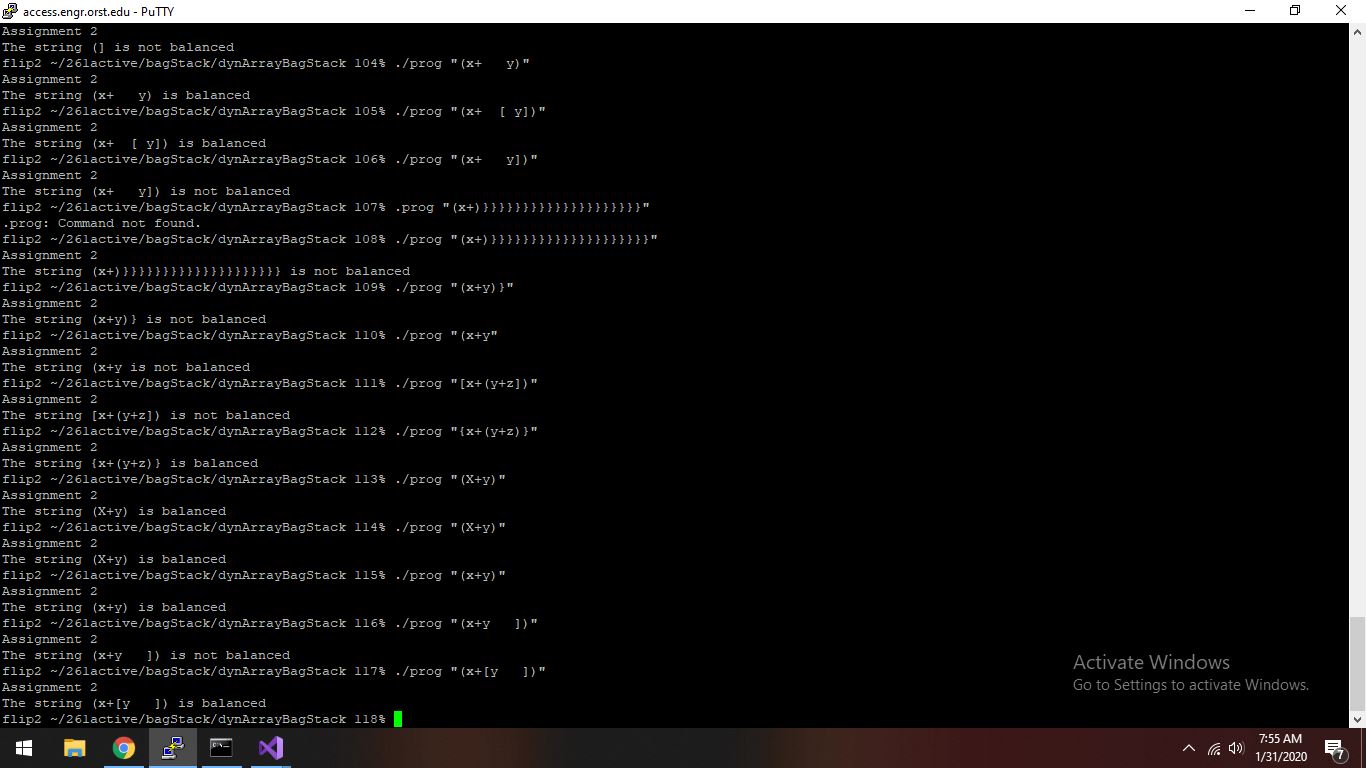 access.engr.orst.edu - PuTTY
Assignment 2
The string (] is not balanced
flip2 ~/261active/bagStack/dynArrayBagStack 104% ./prog "(x+   y)"
Assignment 2
The string (x+   y) is balanced
flip2 ~/261active/bagStack/dynArrayBagStack 105% ./prog "(x+  [ y])"
Assignment 2
The string (x+  [ y]) is balanced
flip2 ~/261active/bagStack/dynArrayBagStack 106% ./prog "(x+   y])"
Assignment 2
The string (x+   y]) is not balanced
flip2 ~/261active/bagStack/dynArrayBagStack 107% .prog "(x+)}}}}}}}}}}}}}}}}}}}}"
.prog: Command not found.
flip2 ~/261active/bagStack/dynArrayBagStack 108% ./prog "(x+)}}}}}}}}}}}}}}}}}}}}"
Assignment 2
The string (x+)}}}}}}}}}}}}}}}}}}}} is not balanced
flip2 ~/261active/bagStack/dynArrayBagStack 109% ./prog "(x+y)}"
Assignment 2
The string (x+y)} is not balanced
flip2 ~/261active/bagStack/dynArrayBagStack 110% ./prog "(x+y"
Assignment 2
The string (x+y is not balanced
flip2 ~/261active/bagStack/dynArrayBagStack 111% ./prog "[x+(y+z])"
Assignment 2
The string [x+(y+z]) is not balanced
flip2 ~/261active/bagStack/dynArrayBagStack 112% ./prog "{x+(y+z)}"
Assignment 2
The string {x+(y+z)} is balanced
flip2 ~/261active/bagStack/dynArrayBagStack 113% ./prog "(X+y)"
Assignment 2
The string (X+y) is balanced
flip2 ~/261active/bagStack/dynArrayBagStack 114% ./prog "(X+y)"
Assignment 2
The string (X+y) is balanced
flip2 ~/261active/bagStack/dynArrayBagStack 115% ./prog "(x+y)"
Assignment 2
The string (x+y) is balanced
flip2 ~/261active/bagStack/dynArrayBagStack 116% ./prog "(x+y   ])"
Assignment 2
The string (x+y   ]) is not balanced
flip2 ~/261active/bagStack/dynArrayBagStack 117% ./prog "(x+[y   ])"
Assignment 2
The string (x+[y   ]) is balanced
flip2 ~/261active/bagStack/dynArrayBagStack 118%
Activate Windows
Go to Settings to activate Windows.
7:55 AM
1/31/2020
7